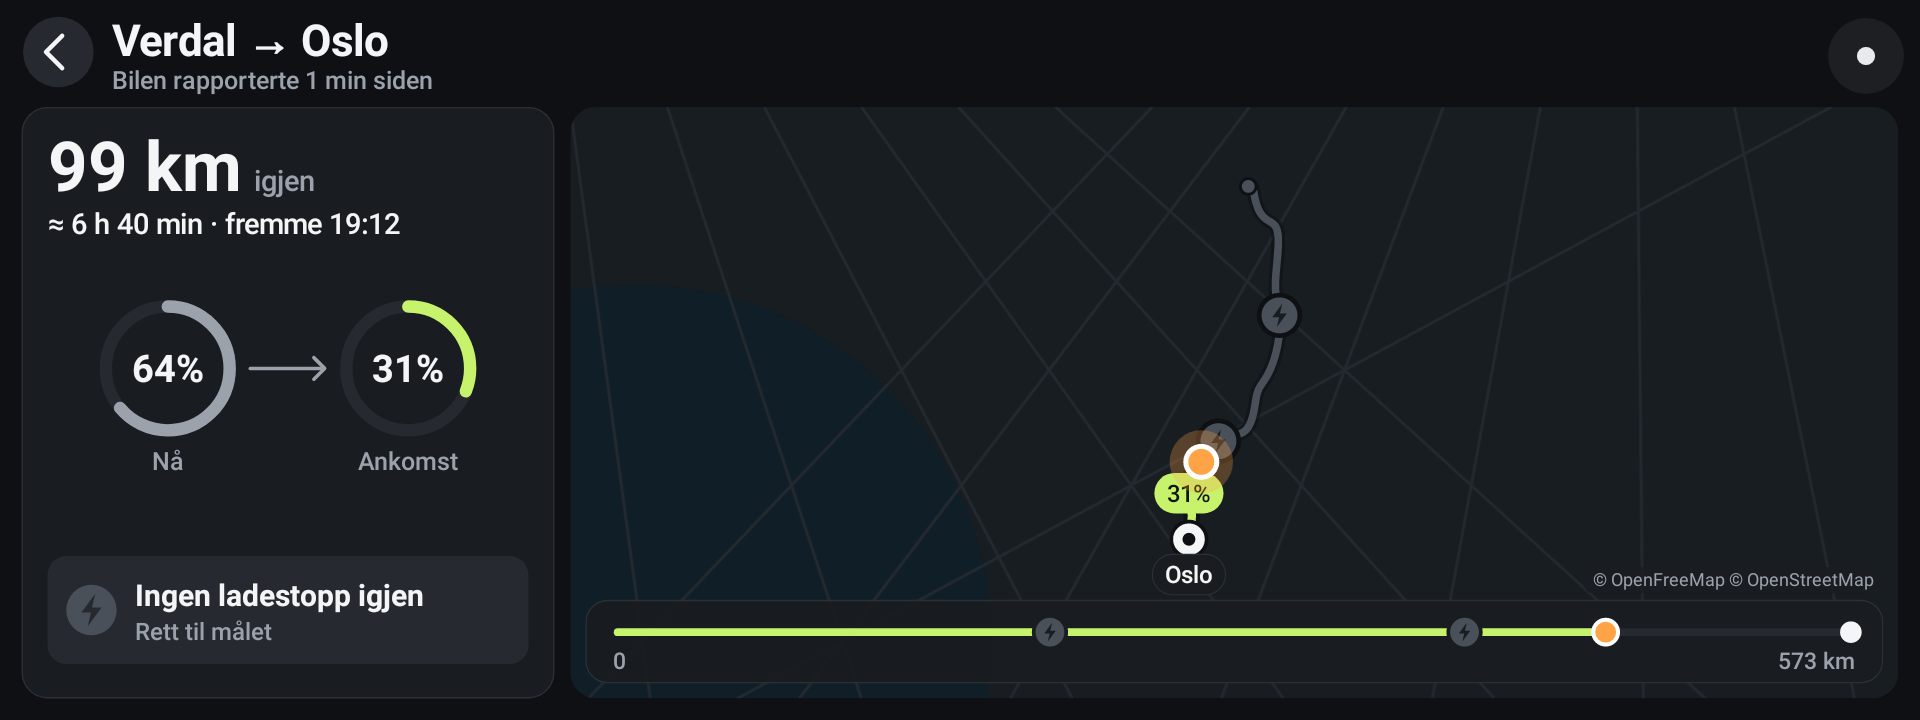 Verdal → Oslo
Bilen rapporterte 1 min siden
99 km igjen
≈ 6 h 40 min · fremme 19:12
64%
31%
Nå
Ankomst
Ingen ladestopp igjen
Rett til målet
31%
Oslo
© OpenFreeMap © OpenStreetMap
0
573 km